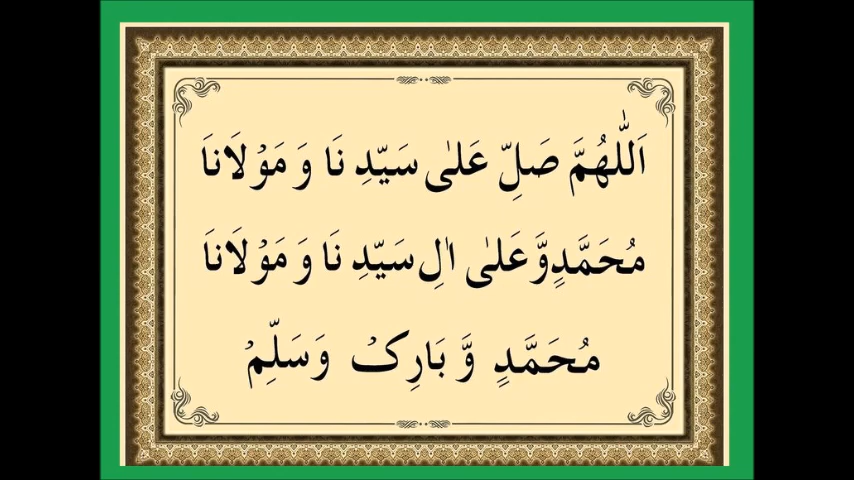 اَللّٰهُمَّ صَلِّ عَلٰى سَيِّدِ نَا وَ مَوْلَانَا
مُحَمَّدٍوَّ عَلٰى اٰلِ سَيِّدِ نَا وَ مَوْلَانَا
مُحَمَّدٍ وَّ بَارِکْ وَسَلِّمْ